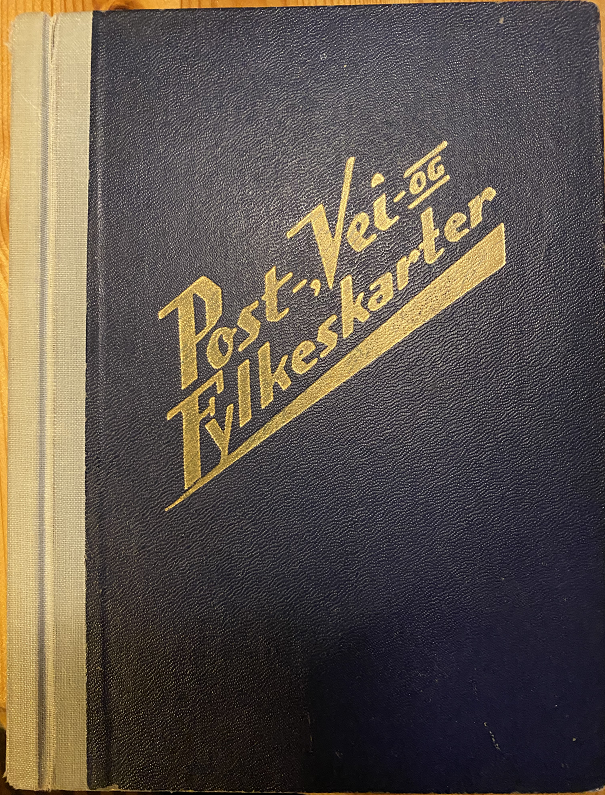 Post-, Vei- OG
Fylkeskarter